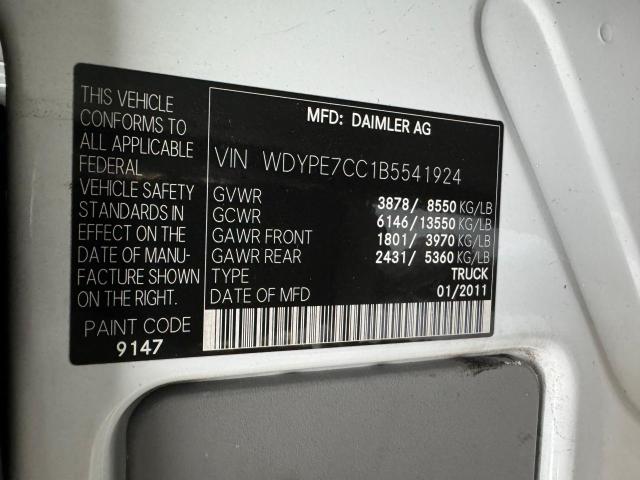 THIS VEHICLE
CONFORMS TO
ALL APPLICABLE
FEDERAL
VEHICLE SAFETY
STANDARDS IN
EFFECT ON THE
DATE OF MANU-
FACTURE SHOWN
ON THE RIGHT.
PAINT CODE
9147
MFD: DAIMLER AG
VIN WDYPE7CC1B5541924
GVWR 3878/ 8550 KG/LB
GCWR 6146/13550 KG/LB
GAWR FRONT 1801/ 3970 KG/LB
GAWR REAR 2431/ 5360 KG/LB
TYPE TRUCK
DATE OF MFD 01/2011